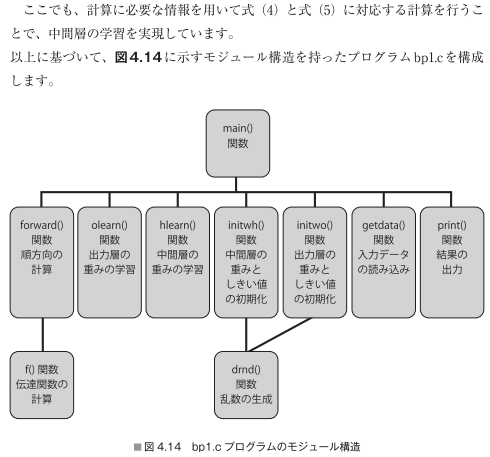 ここでも、計算に必要な情報を用いて式（4）と式（5）に対応する計算を行うこ
とで、中間層の学習を実現しています。
以上に基づいて、図4.14に示すモジュール構造を持ったプログラムbp1.cを構成
します。
main()
関数
forward()
関数
順方向の
計算
olearn()
関数
出力層の
重みの学習
hlearn()
関数
中間層の
重みの学習
initwh()
関数
中間層の
重みと
しきい値
の初期化
initwo()
関数
出力層の
重みと
しきい値
の初期化
getdata()
関数
入力データ
の読み込み
print()
関数
結果の
出力
f() 関数
伝達関数の
計算
drnd()
関数
乱数の生成
■図 4.14　bp1.c プログラムのモジュール構造